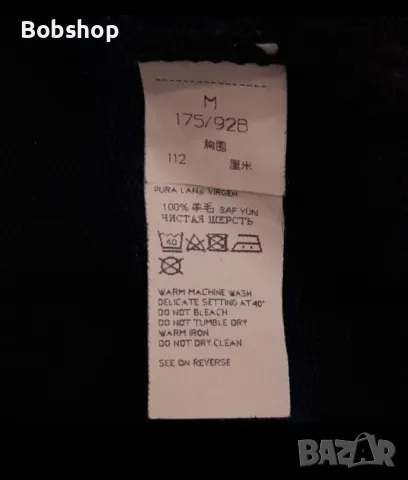 Bobshop
M
175/92B
胸围
112 厘米
PURA LANA VIRGEN
100% 羊毛 SAF YÜN
ЧИСТАЯ ШЕРСТЬ
40
WARM MACHINE WASH
DELICATE SETTING AT 40°
DO NOT BLEACH
DO NOT TUMBLE DRY
WARM IRON
DO NOT DRY CLEAN
SEE ON REVERSE
BAZAR